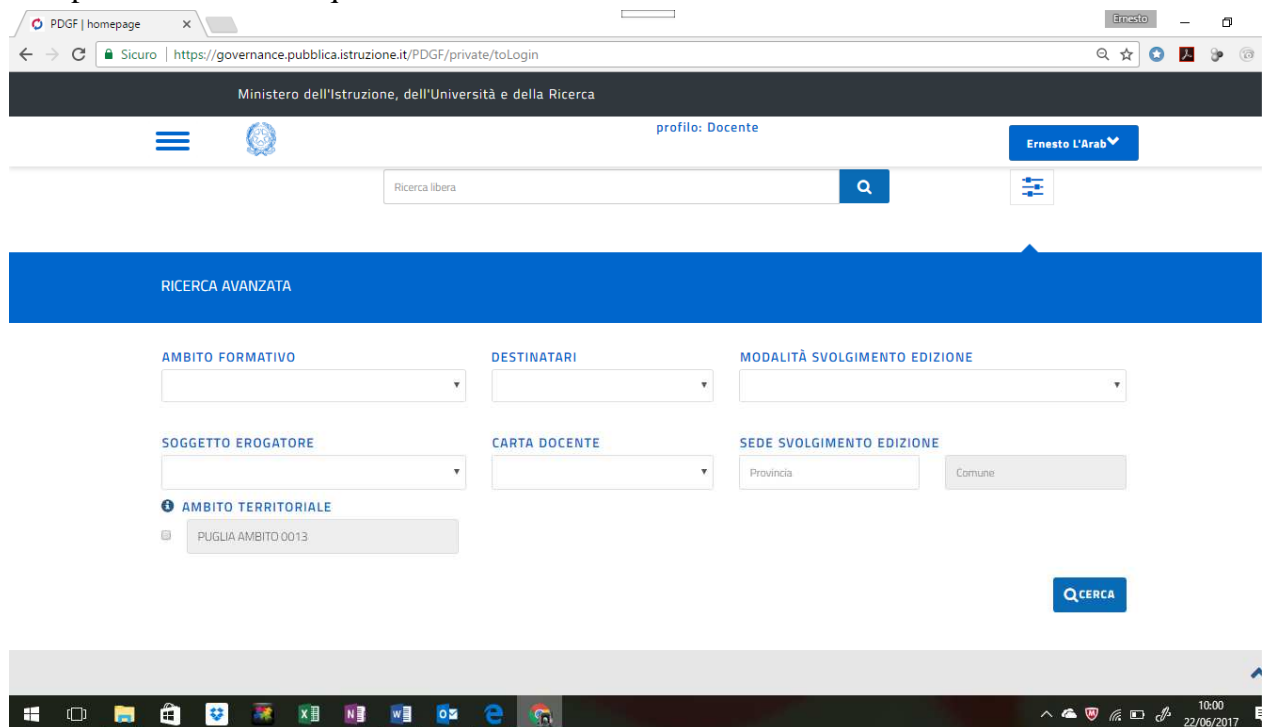 PDGF | homepage
Ernesto
Sicuro | https://governance.pubblica.istruzione.it/PDGF/private/toLogin
Ministero dell'Istruzione, dell'Università e della Ricerca
profilo: Docente
Ernesto L'Arab
Ricerca libera
RICERCA AVANZATA
AMBITO FORMATIVO DESTINATARI MODALITÀ SVOLGIMENTO EDIZIONE
SOGGETTO EROGATORE CARTA DOCENTE SEDE SVOLGIMENTO EDIZIONE
Provincia Comune
AMBITO TERRITORIALE
PUGLIA AMBITO 0013
CERCA
10:00
22/06/2017